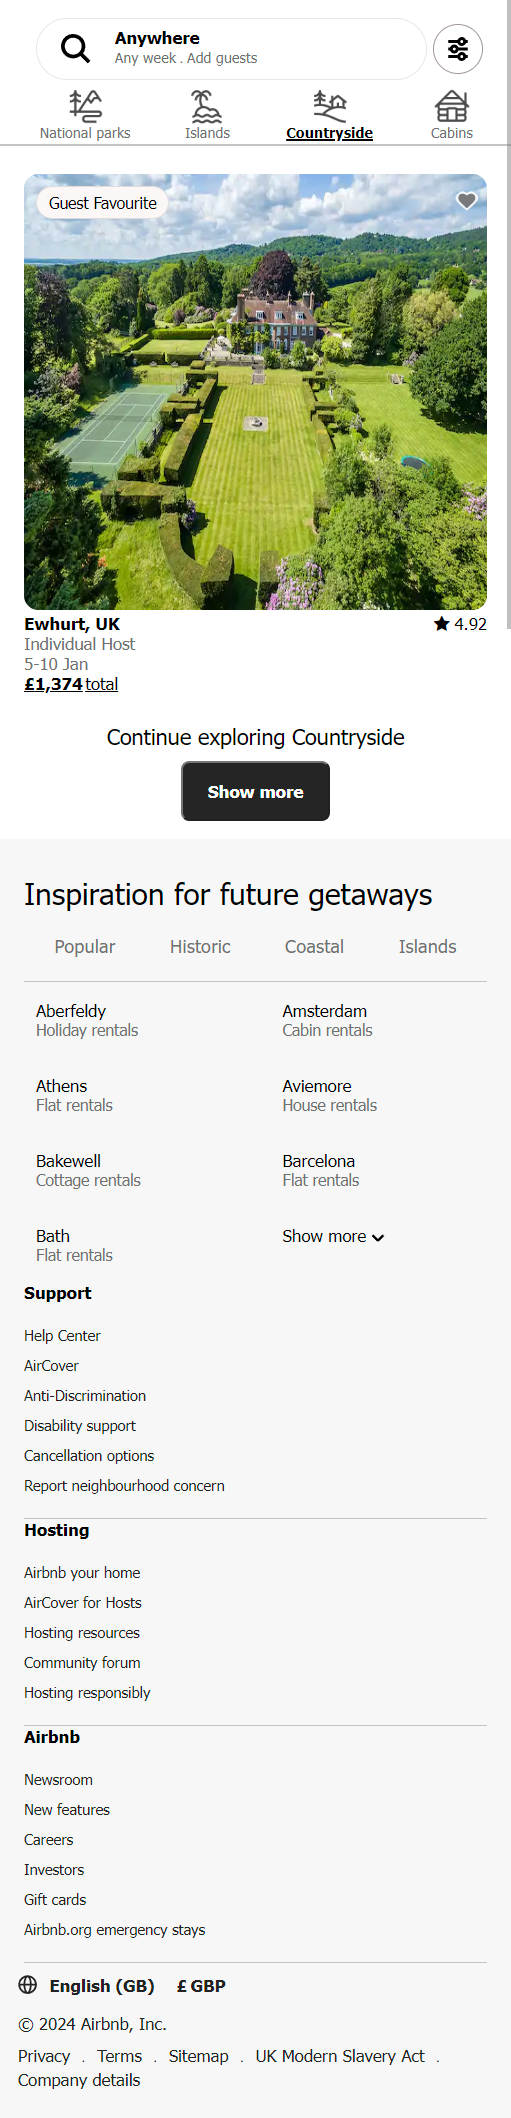 Anywhere
Any week . Add guests
National parks
Islands
Countryside
Cabins
Guest Favourite
Ewhurt, UK
4.92
Individual Host
5-10 Jan
£1,374 total
Continue exploring Countryside
Show more
Inspiration for future getaways
Popular
Historic
Coastal
Islands
Aberfeldy
Holiday rentals
Amsterdam
Cabin rentals
Athens
Flat rentals
Aviemore
House rentals
Bakewell
Cottage rentals
Barcelona
Flat rentals
Bath
Flat rentals
Show more
Support
Help Center
AirCover
Anti-Discrimination
Disability support
Cancellation options
Report neighbourhood concern
Hosting
Airbnb your home
AirCover for Hosts
Hosting resources
Community forum
Hosting responsibly
Airbnb
Newsroom
New features
Careers
Investors
Gift cards
Airbnb.org emergency stays
English (GB) £ GBP
© 2024 Airbnb, Inc.
Privacy . Terms . Sitemap . UK Modern Slavery Act .
Company details